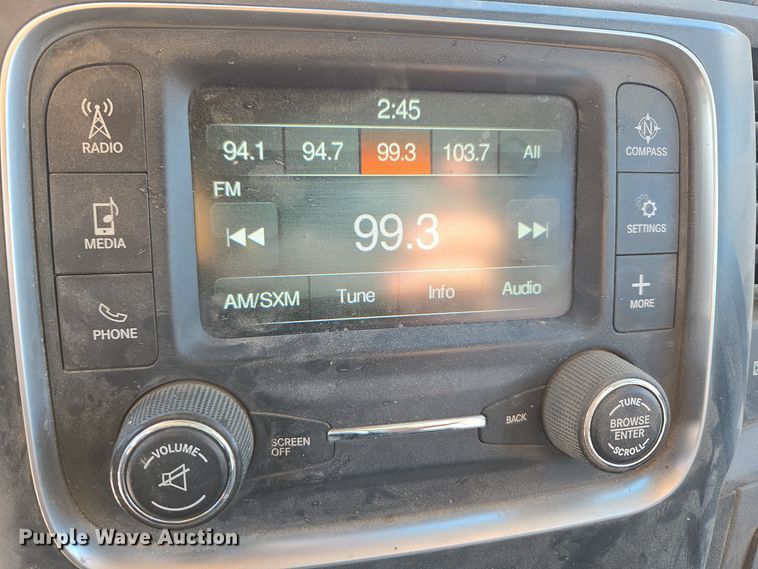 2:45
94.1 94.7 99.3 103.7 All
FM
99.3
AM/SXM Tune Info Audio
RADIO
MEDIA
PHONE
COMPASS
SETTINGS
MORE
VOLUME
SCREEN
OFF
BACK
TUNE
BROWSE
ENTER
SCROLL
Purple Wave Auction